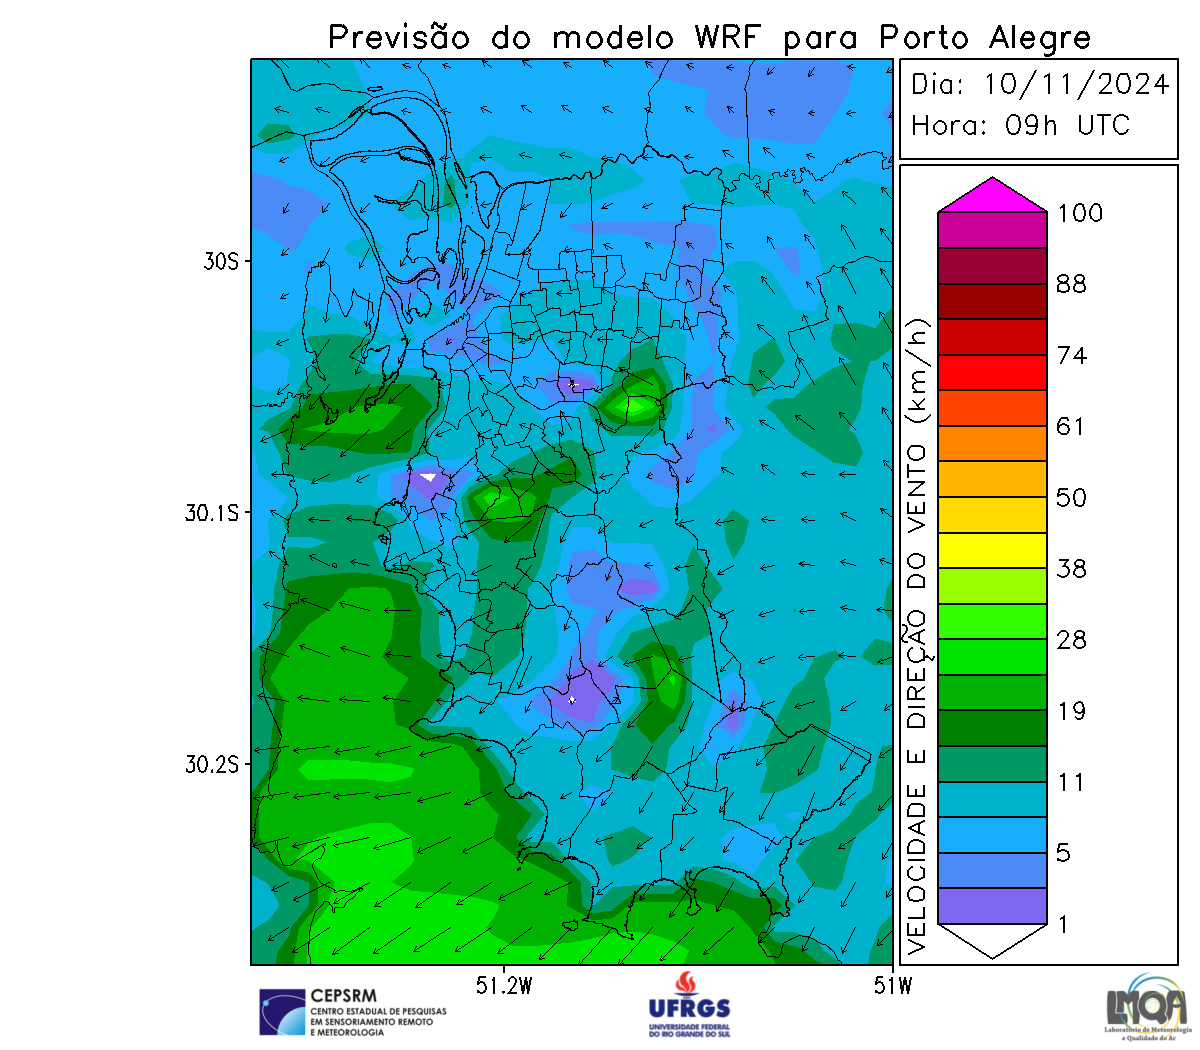 Previsão do modelo WRF para Porto Alegre
Dia: 10/11/2024
Hora: 09h UTC
100
88
74
61
50
38
28
19
11
5
1
VELOCIDADE E DIREÇÃO DO VENTO (km/h)
30S
30.1S
30.2S
51.2W
51W
CEPSRM
CENTRO ESTADUAL DE PESQUISAS
EM SENSORIAMENTO REMOTO
E METEOROLOGIA
UFRGS
UNIVERSIDADE FEDERAL
DO RIO GRANDE DO SUL
LMQA
Laboratório de Meteorologia
e Qualidade do Ar